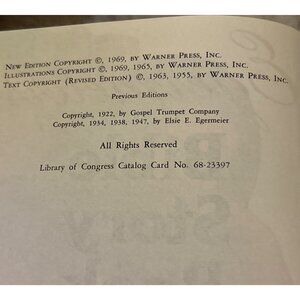 New Edition Copyright ©, 1969, by Warner Press, Inc.
Illustrations Copyright ©, 1969, 1965, by Warner Press, Inc.
Text Copyright (Revised Edition) ©, 1963, 1955, by Warner Press, Inc.
Previous Editions
Copyright, 1922, by Gospel Trumpet Company
Copyright, 1934, 1938, 1947, by Elsie E. Egermeier
All Rights Reserved
Library of Congress Catalog Card No. 68-23397